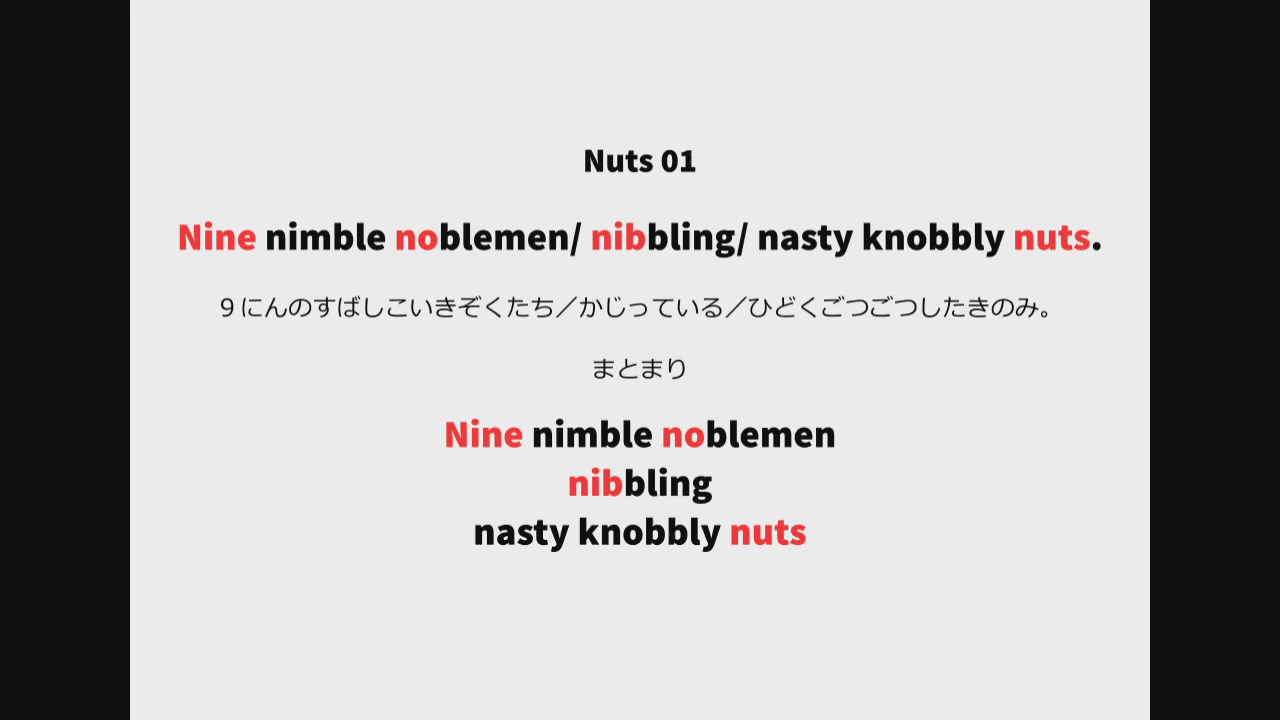 Nuts 01
Nine nimble noblemen/ nibbling/ nasty knobbly nuts.
９にんのすばしこいきぞくたち／かじっている／ひどくごつごつしたきのみ。
まとまり
Nine nimble noblemen
nibbling
nasty knobbly nuts